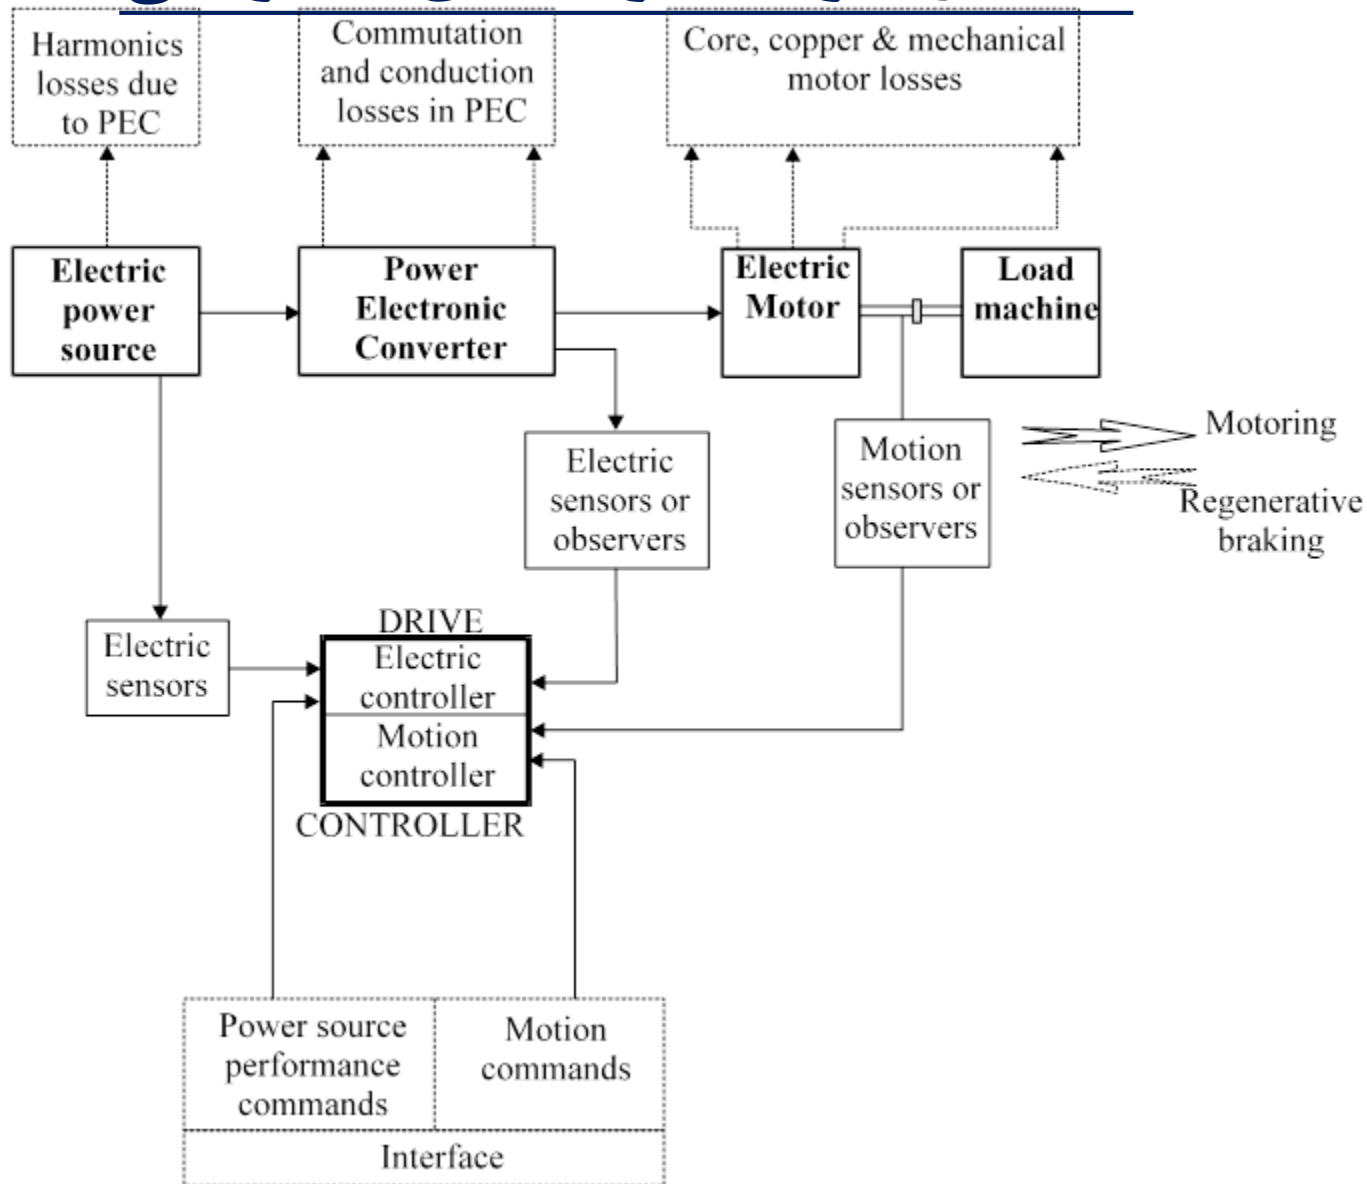 Harmonics
losses due
to PEC
Commutation
and conduction
losses in PEC
Core, copper & mechanical
motor losses
Electric
power
source
Power
Electronic
Converter
Electric
Motor
Load
machine
Motoring
Regenerative
braking
Electric
sensors or
observers
Motion
sensors or
observers
Electric
sensors
DRIVE
Electric
controller
Motion
controller
CONTROLLER
Power source
performance
commands
Motion
commands
Interface